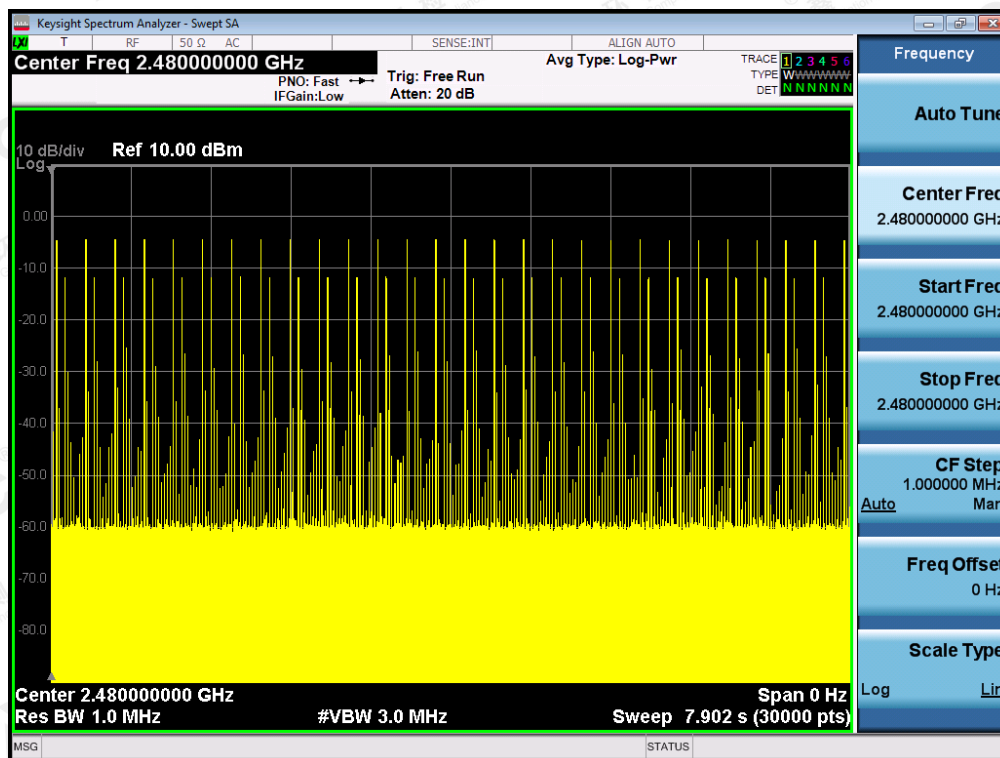 Keysight Spectrum Analyzer - Swept SA
LXI T RF 50 Ω AC SENSE:INT ALIGN AUTO
Center Freq 2.480000000 GHz
PNO: Fast
IFGain:Low
Trig: Free Run
Atten: 20 dB
Avg Type: Log-Pwr
TRACE 1 2 3 4 5 6
TYPE W
DET N N N N N N
10 dB/div
Log
Ref 10.00 dBm
0.00
-10.0
-20.0
-30.0
-40.0
-50.0
-60.0
-70.0
-80.0
Center 2.480000000 GHz
Span 0 Hz
Res BW 1.0 MHz
#VBW 3.0 MHz
Sweep 7.902 s (30000 pts)
MSG
STATUS
Frequency
Auto Tune
Center Freq
2.480000000 GHz
Start Freq
2.480000000 GHz
Stop Freq
2.480000000 GHz
CF Step
1.000000 MHz
Auto Man
Freq Offset
0 Hz
Scale Type
Log Lin